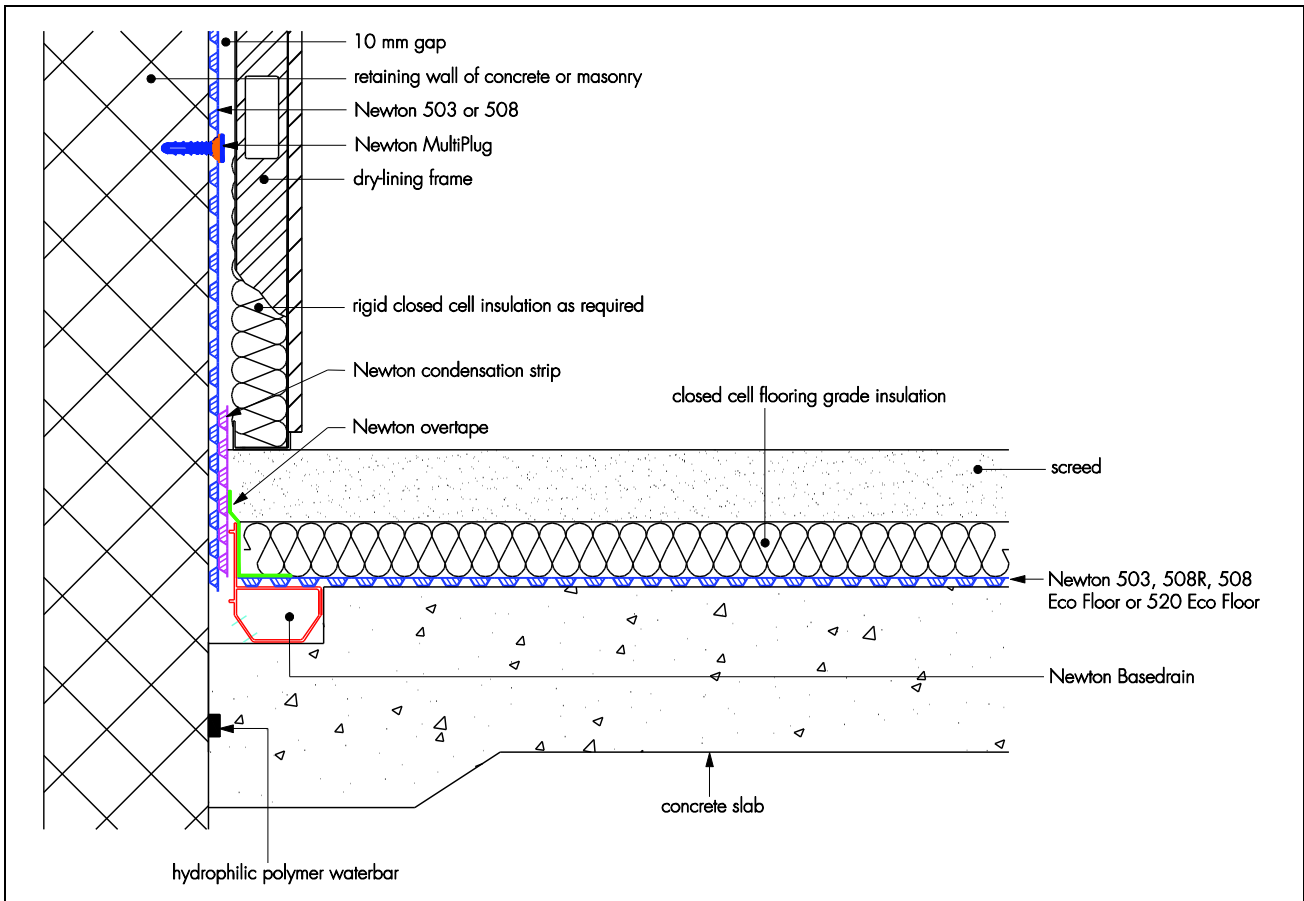 10 mm gap
retaining wall of concrete or masonry
Newton 503 or 508
Newton MultiPlug
dry-lining frame
rigid closed cell insulation as required
Newton condensation strip
closed cell flooring grade insulation
Newton overtape
screed
Newton 503, 508R, 508
Eco Floor or 520 Eco Floor
Newton Basedrain
concrete slab
hydrophilic polymer waterbar